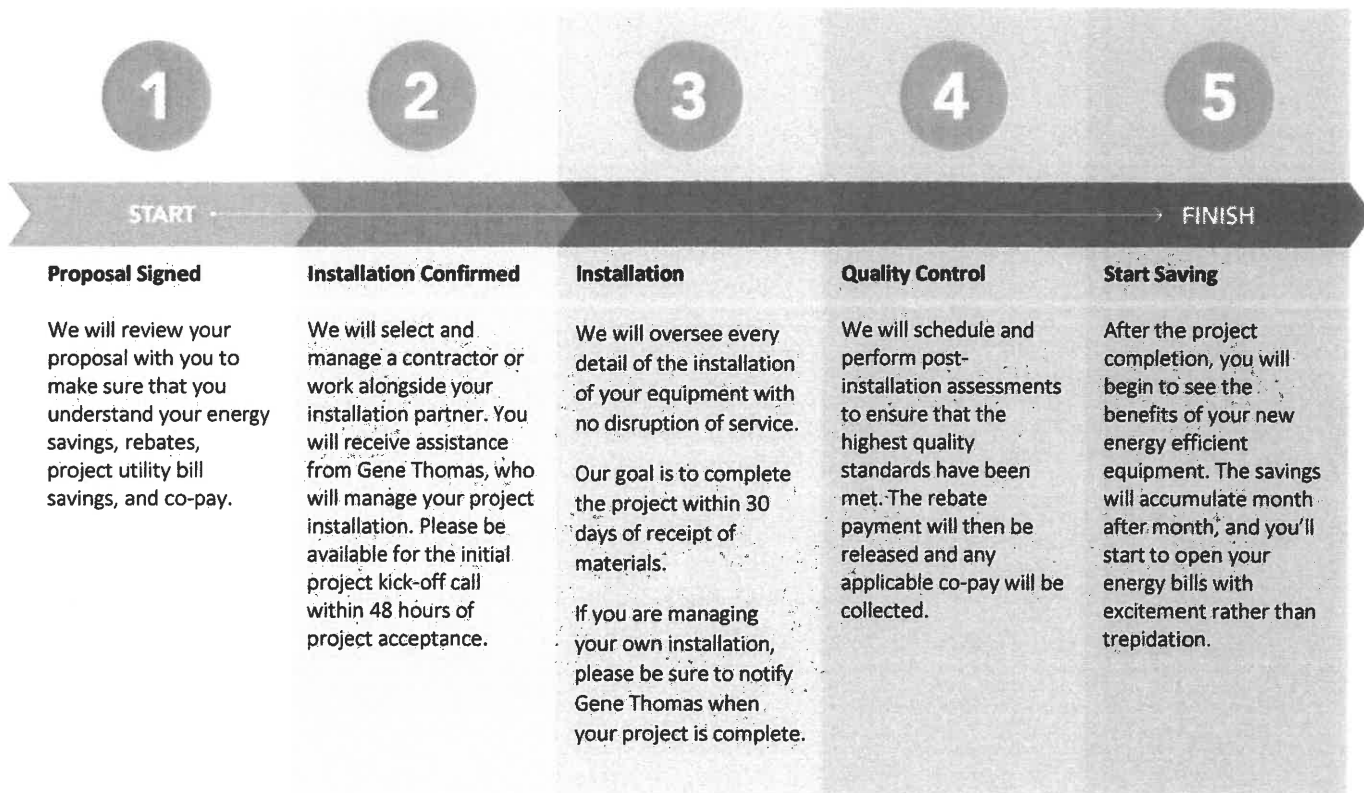 1
2
3
4
5
START
FINISH
Proposal Signed
We will review your
proposal with you to
make sure that you
understand your energy
savings, rebates,
project utility bill
savings, and co-pay.
Installation Confirmed
We will select and
manage a contractor or
work alongside your
installation partner. You
will receive assistance
from Gene Thomas, who
will manage your project
installation. Please be
available for the initial
project kick-off call
within 48 hours of
project acceptance.
Installation
We will oversee every
detail of the installation
of your equipment with
no disruption of service.
Our goal is to complete
the project within 30
days of receipt of
materials.
If you are managing
your own installation,
please be sure to notify
Gene Thomas when
your project is complete.
Quality Control
We will schedule and
perform post-
installation assessments
to ensure that the
highest quality
standards have been
met. The rebate
payment will then be
released and any
applicable co-pay will be
collected.
Start Saving
After the project
completion, you will
begin to see the
benefits of your new
energy efficient
equipment. The savings
will accumulate month
after month, and you'll
start to open your
energy bills with
excitement rather than
trepidation.